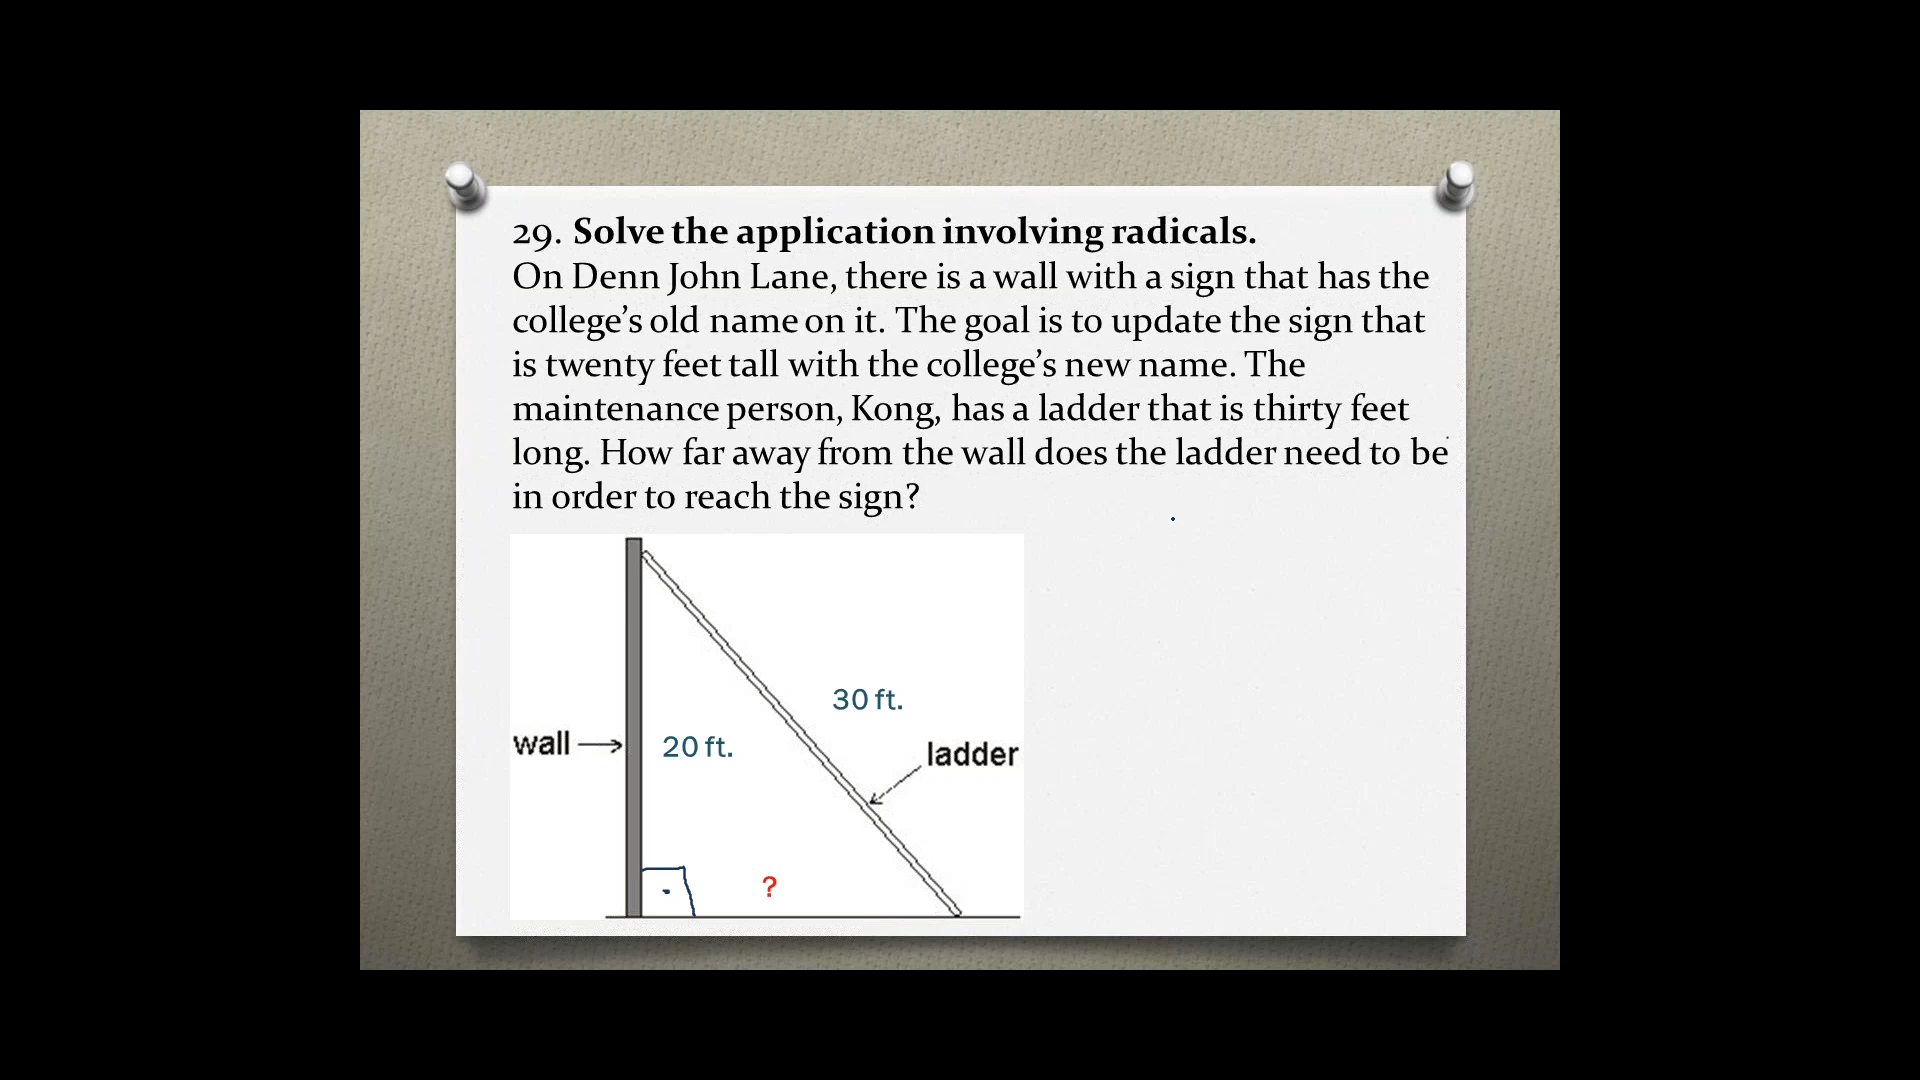 29. Solve the application involving radicals.
On Denn John Lane, there is a wall with a sign that has the
college’s old name on it. The goal is to update the sign that
is twenty feet tall with the college’s new name. The
maintenance person, Kong, has a ladder that is thirty feet
long. How far away from the wall does the ladder need to be
in order to reach the sign?
30 ft.
wall
20 ft.
ladder
?